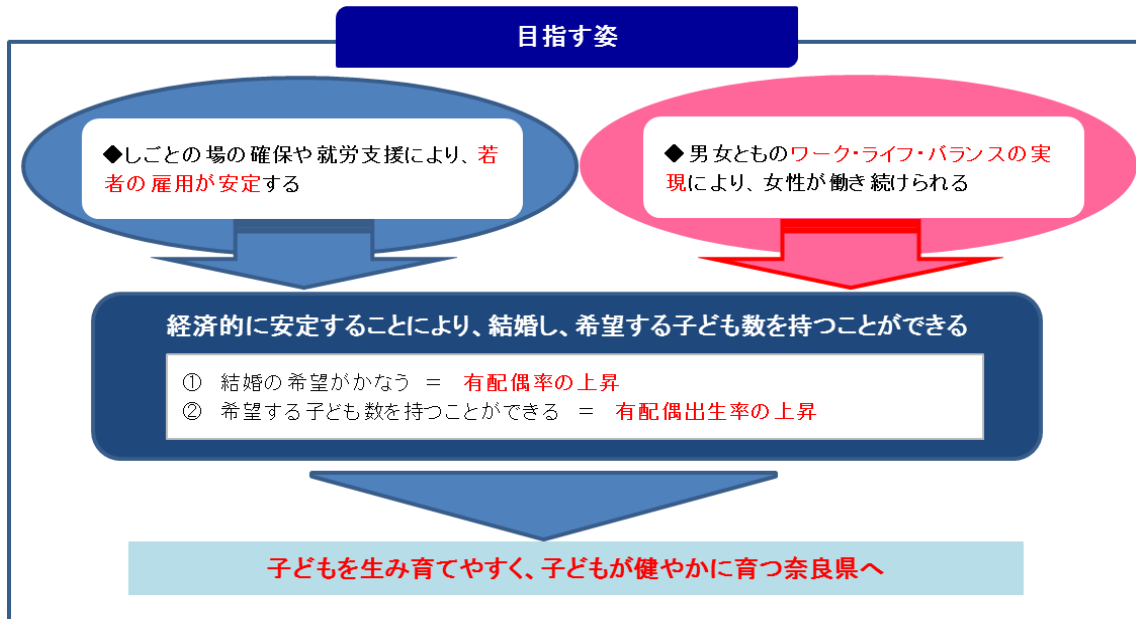 目指す姿
◆しごとの場の確保や就労支援により、若
者の雇用が安定する
◆男女とものワーク・ライフ・バランスの実
現により、女性が働き続けられる
経済的に安定することにより、結婚し、希望する子ども数を持つことができる
① 結婚の希望がかなう = 有配偶率の上昇
② 希望する子ども数を持つことができる = 有配偶出生率の上昇
子どもを生み育てやすく、子どもが健やかに育つ奈良県へ